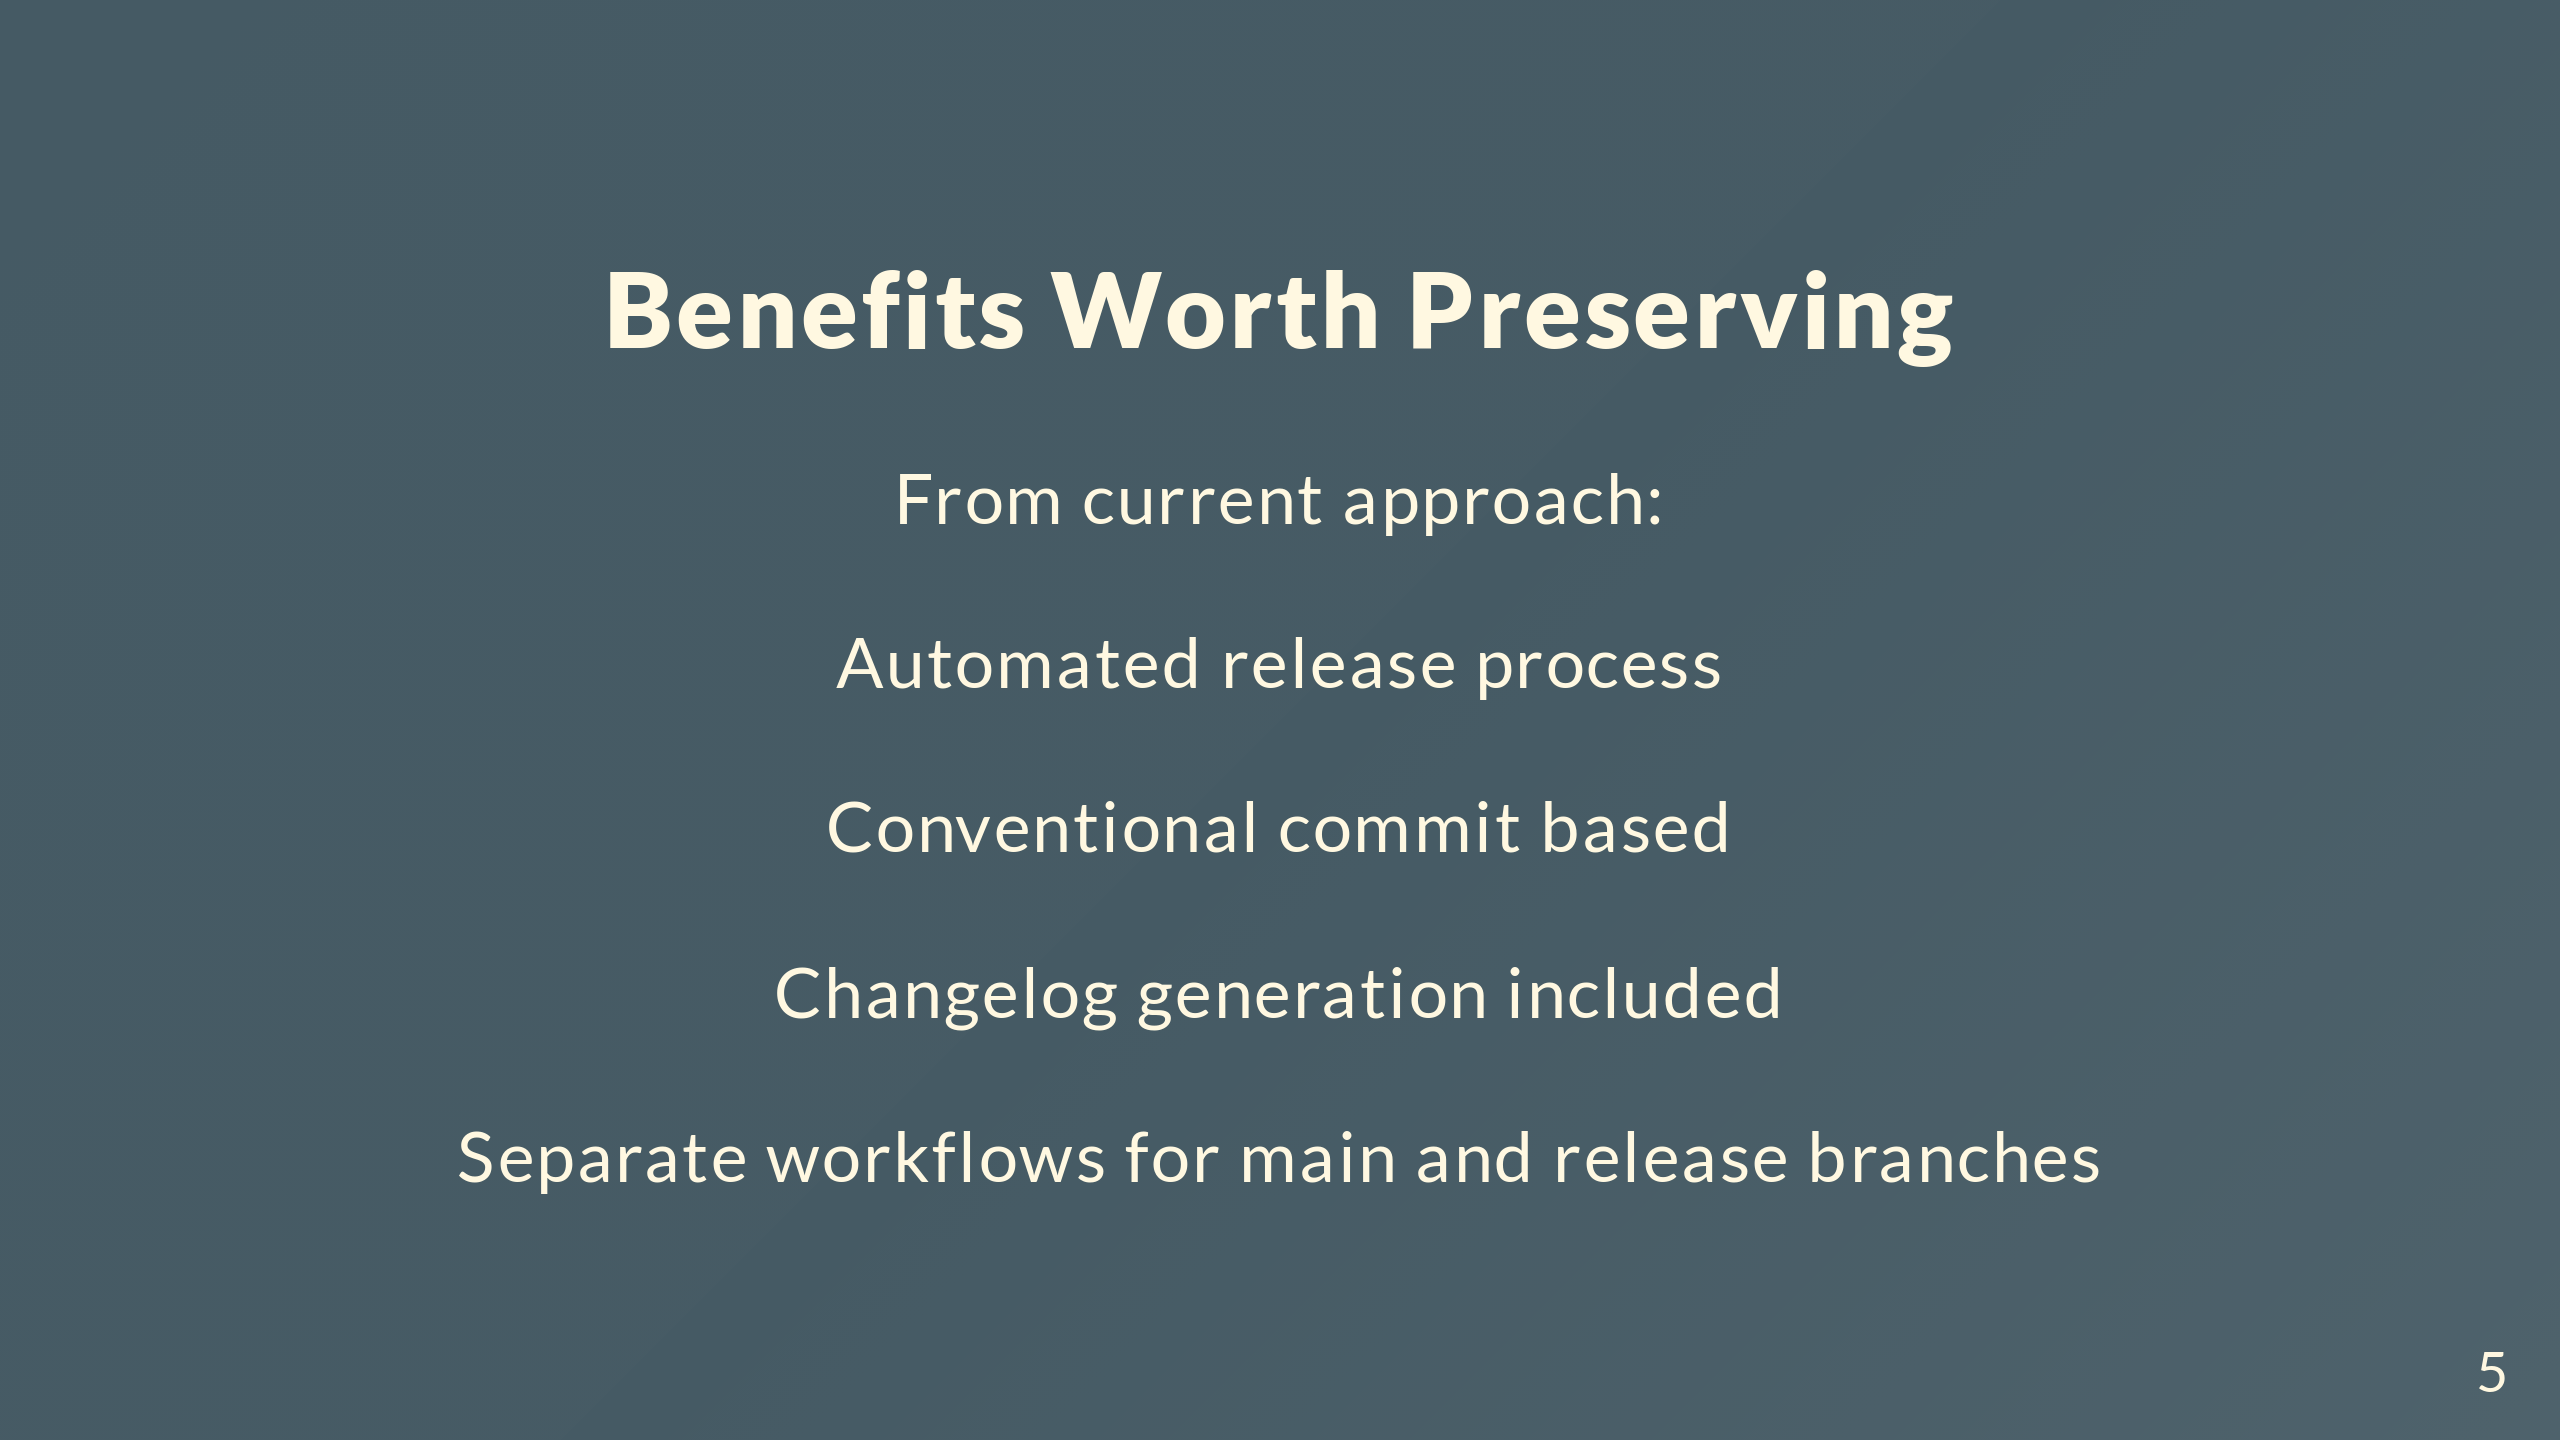 Benefits Worth Preserving
From current approach:
Automated release process
Conventional commit based
Changelog generation included
Separate workflows for main and release branches
5